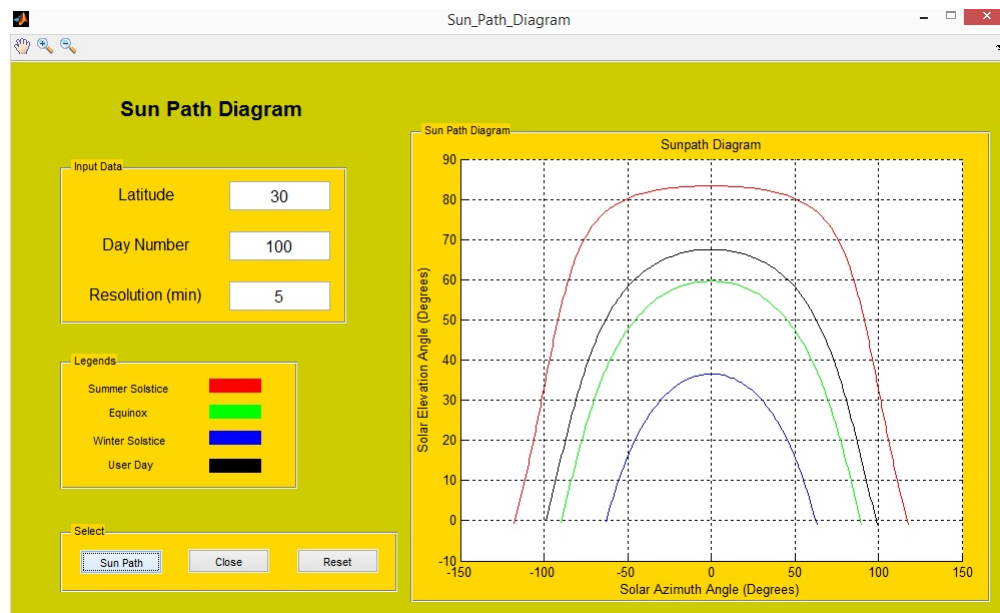 Sun_Path_Diagram
Sun Path Diagram
Input Data
Latitude 30
Day Number 100
Resolution (min) 5
Legends
Summer Solstice
Equinox
Winter Solstice
User Day
Select
Sun Path Close Reset
Sun Path Diagram
Sunpath Diagram
90
80
70
60
50
40
30
20
10
0
-10
Solar Elevation Angle (Degrees)
-150 -100 -50 0 50 100 150
Solar Azimuth Angle (Degrees)